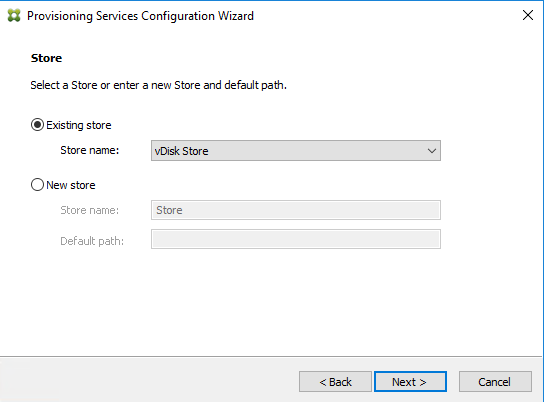 Provisioning Services Configuration Wizard
Store
Select a Store or enter a new Store and default path.
Existing store
Store name: vDisk Store
New store
Store name: Store
Default path:
< Back Next > Cancel